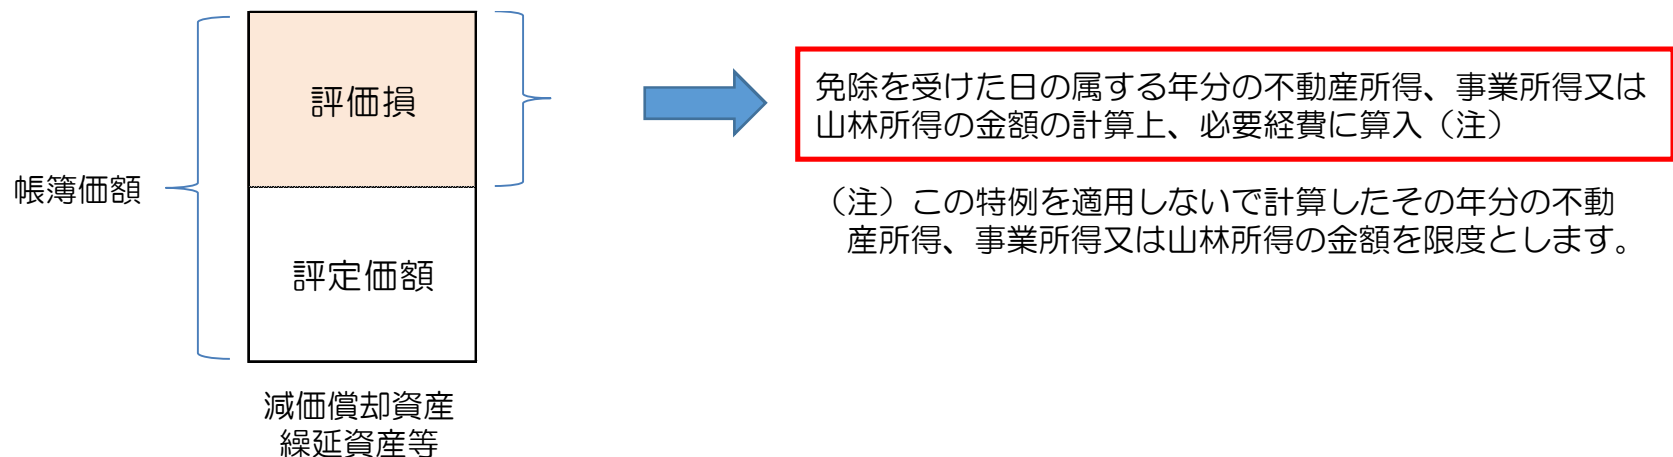 評価損
帳簿価額
評定価額
減価償却資産
繰延資産等
免除を受けた日の属する年分の不動産所得、事業所得又は
山林所得の金額の計算上、必要経費に算入（注）
（注）この特例を適用しないで計算したその年分の不動
産所得、事業所得又は山林所得の金額を限度とします。